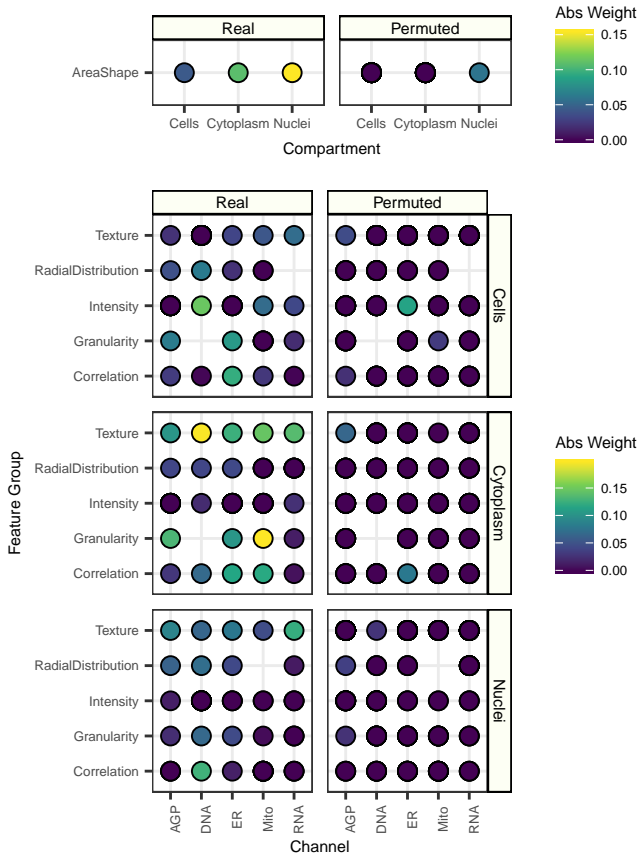 Real
Permuted
AreaShape
Cells Cytoplasm Nuclei
Cells Cytoplasm Nuclei
Compartment
Abs Weight
0.15
0.10
0.05
0.00
Real
Permuted
Texture
RadialDistribution
Intensity
Granularity
Correlation
Cells
Texture
RadialDistribution
Intensity
Granularity
Correlation
Cytoplasm
Texture
RadialDistribution
Intensity
Granularity
Correlation
Nuclei
Feature Group
AGP DNA ER Mito RNA
AGP DNA ER Mito RNA
Channel
Abs Weight
0.15
0.10
0.05
0.00